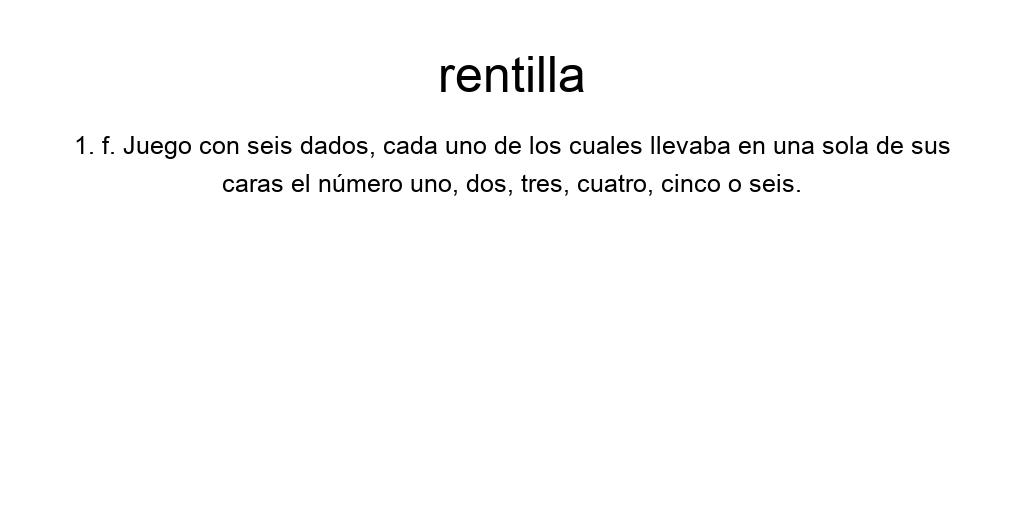 rentilla
1. f. Juego con seis dados, cada uno de los cuales llevaba en una sola de sus
caras el número uno, dos, tres, cuatro, cinco o seis.